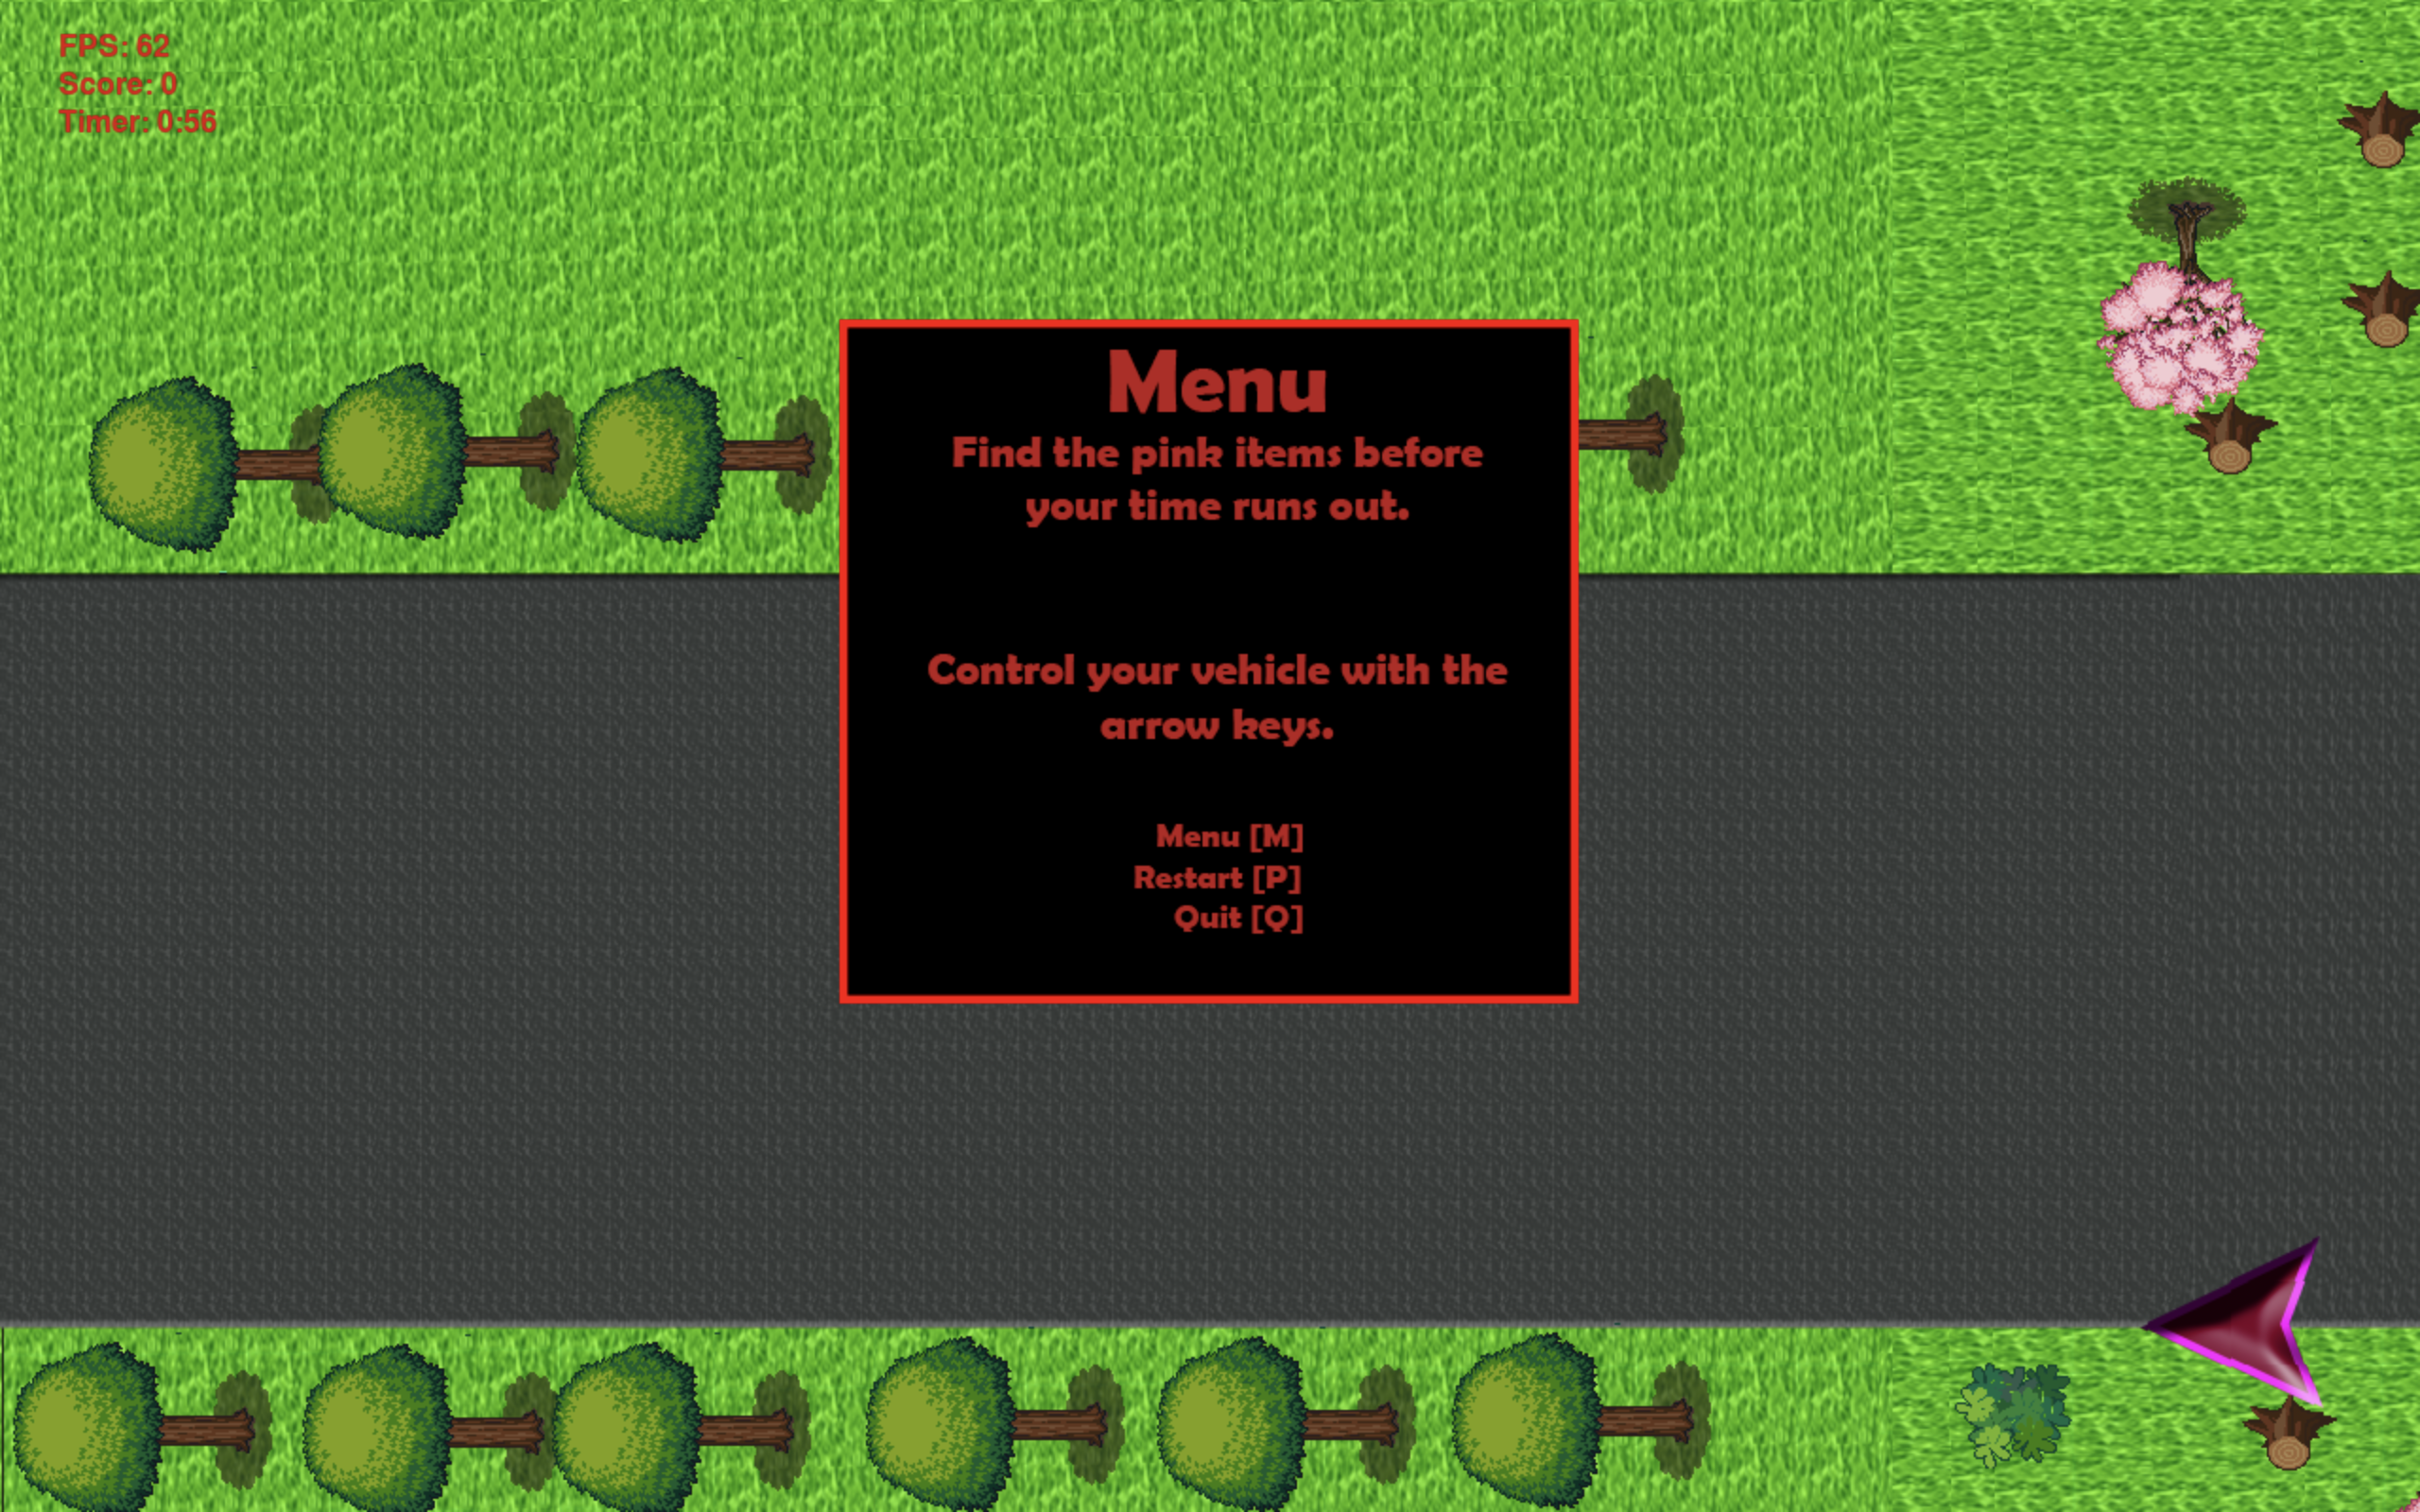 FPS: 62
Score: 0
Timer: 0:56
Menu
Find the pink items before
your time runs out.
Control your vehicle with the
arrow keys.
Menu [M]
Restart [P]
Quit [Q]